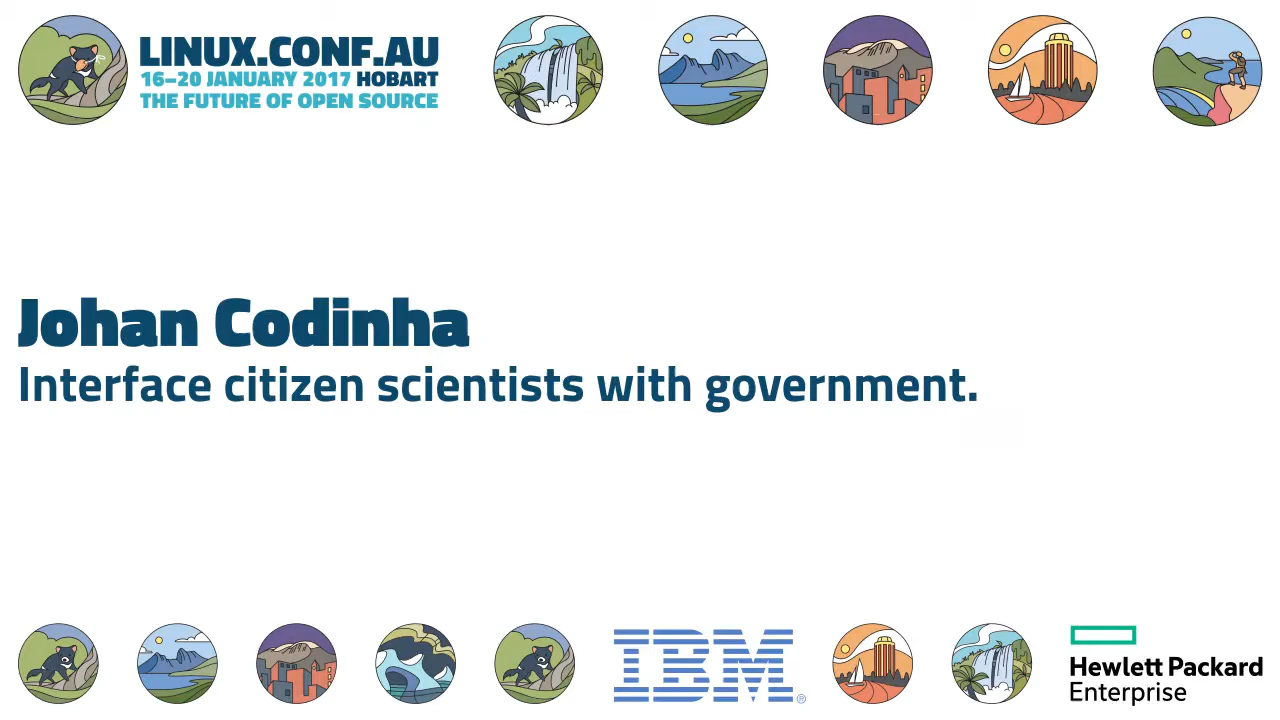 LINUX.CONF.AU
16–20 JANUARY 2017 HOBART
THE FUTURE OF OPEN SOURCE
Johan Codinha
Interface citizen scientists with government.
IBM®
Hewlett Packard
Enterprise